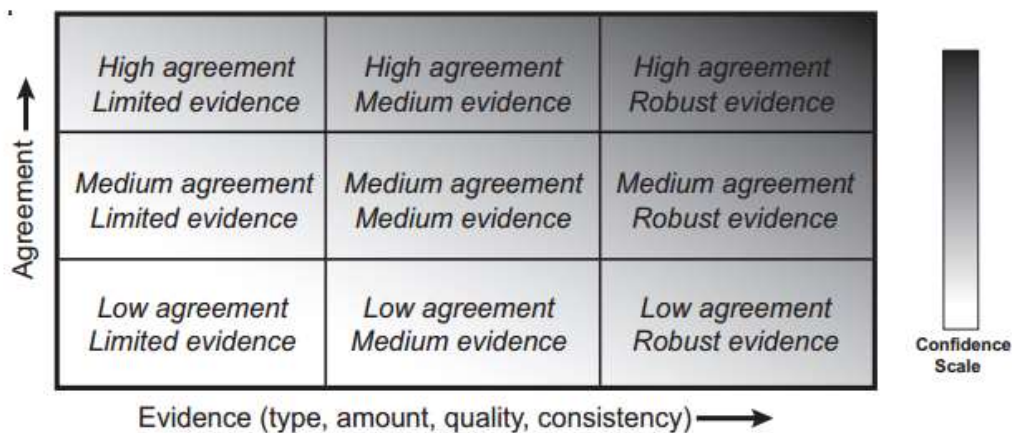 High agreement
Limited evidence
High agreement
Medium evidence
High agreement
Robust evidence
Medium agreement
Limited evidence
Medium agreement
Medium evidence
Medium agreement
Robust evidence
Low agreement
Limited evidence
Low agreement
Medium evidence
Low agreement
Robust evidence
Agreement
Evidence (type, amount, quality, consistency)
Confidence
Scale